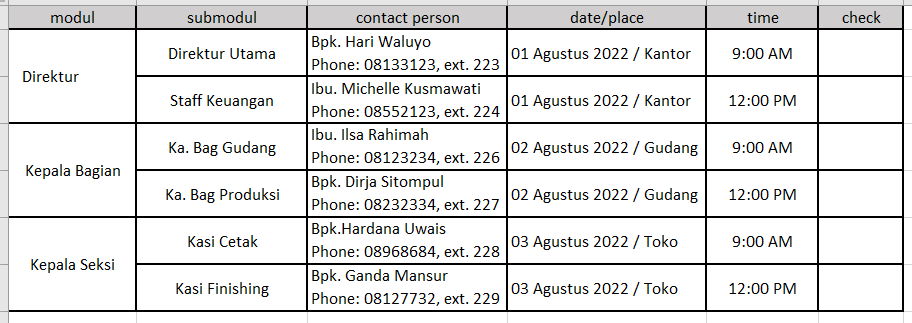 modul submodul contact person date/place time check
Direktur Direktur Utama Bpk. Hari Waluyo 01 Agustus 2022 / Kantor 9:00 AM
Phone: 08133123, ext. 223
Staff Keuangan Ibu. Michelle Kusmawati 01 Agustus 2022 / Kantor 12:00 PM
Phone: 08552123, ext. 224
Kepala Bagian Ka. Bag Gudang Ibu. Ilsa Rahimah 02 Agustus 2022 / Gudang 9:00 AM
Phone: 08123234, ext. 226
Ka. Bag Produksi Bpk. Dirja Sitompul 02 Agustus 2022 / Gudang 12:00 PM
Phone: 08232334, ext. 227
Kepala Seksi Kasi Cetak Bpk.Hardana Uwais 03 Agustus 2022 / Toko 9:00 AM
Phone: 08968684, ext. 228
Kasi Finishing Bpk. Ganda Mansur 03 Agustus 2022 / Toko 12:00 PM
Phone: 08127732, ext. 229